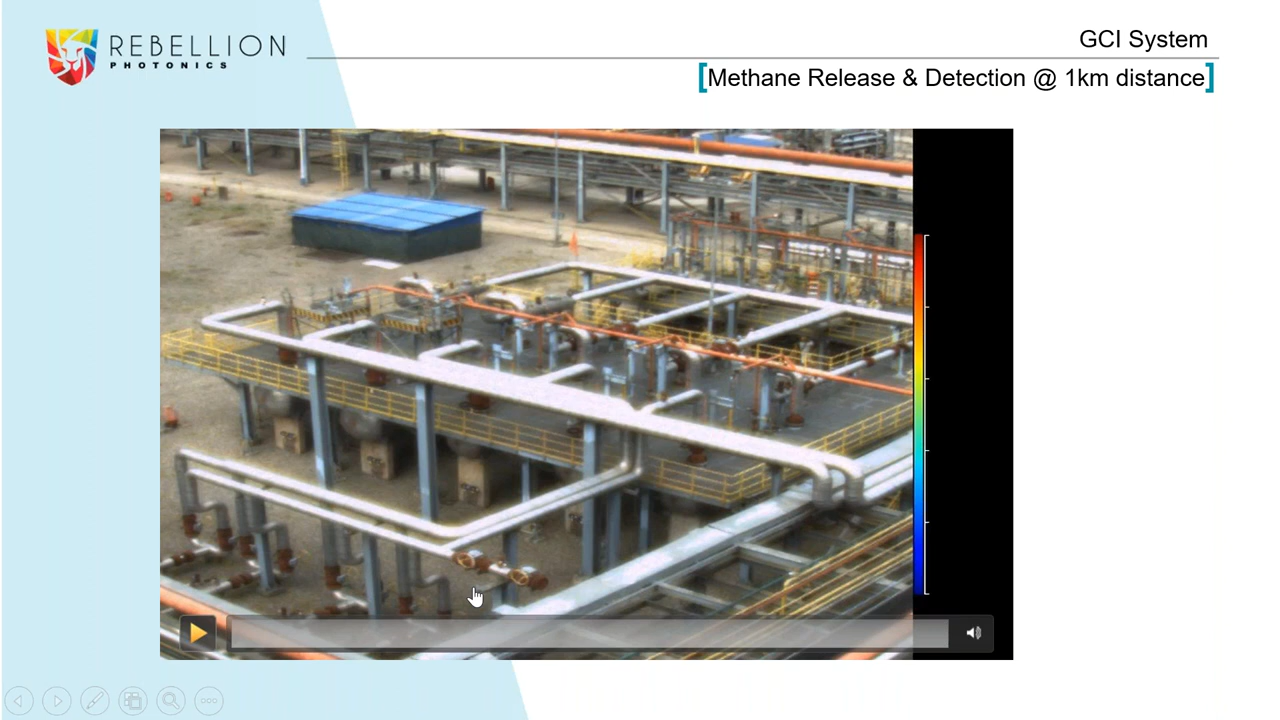 REBELLION
PHOTONICS
GCI System
[Methane Release & Detection @ 1km distance]